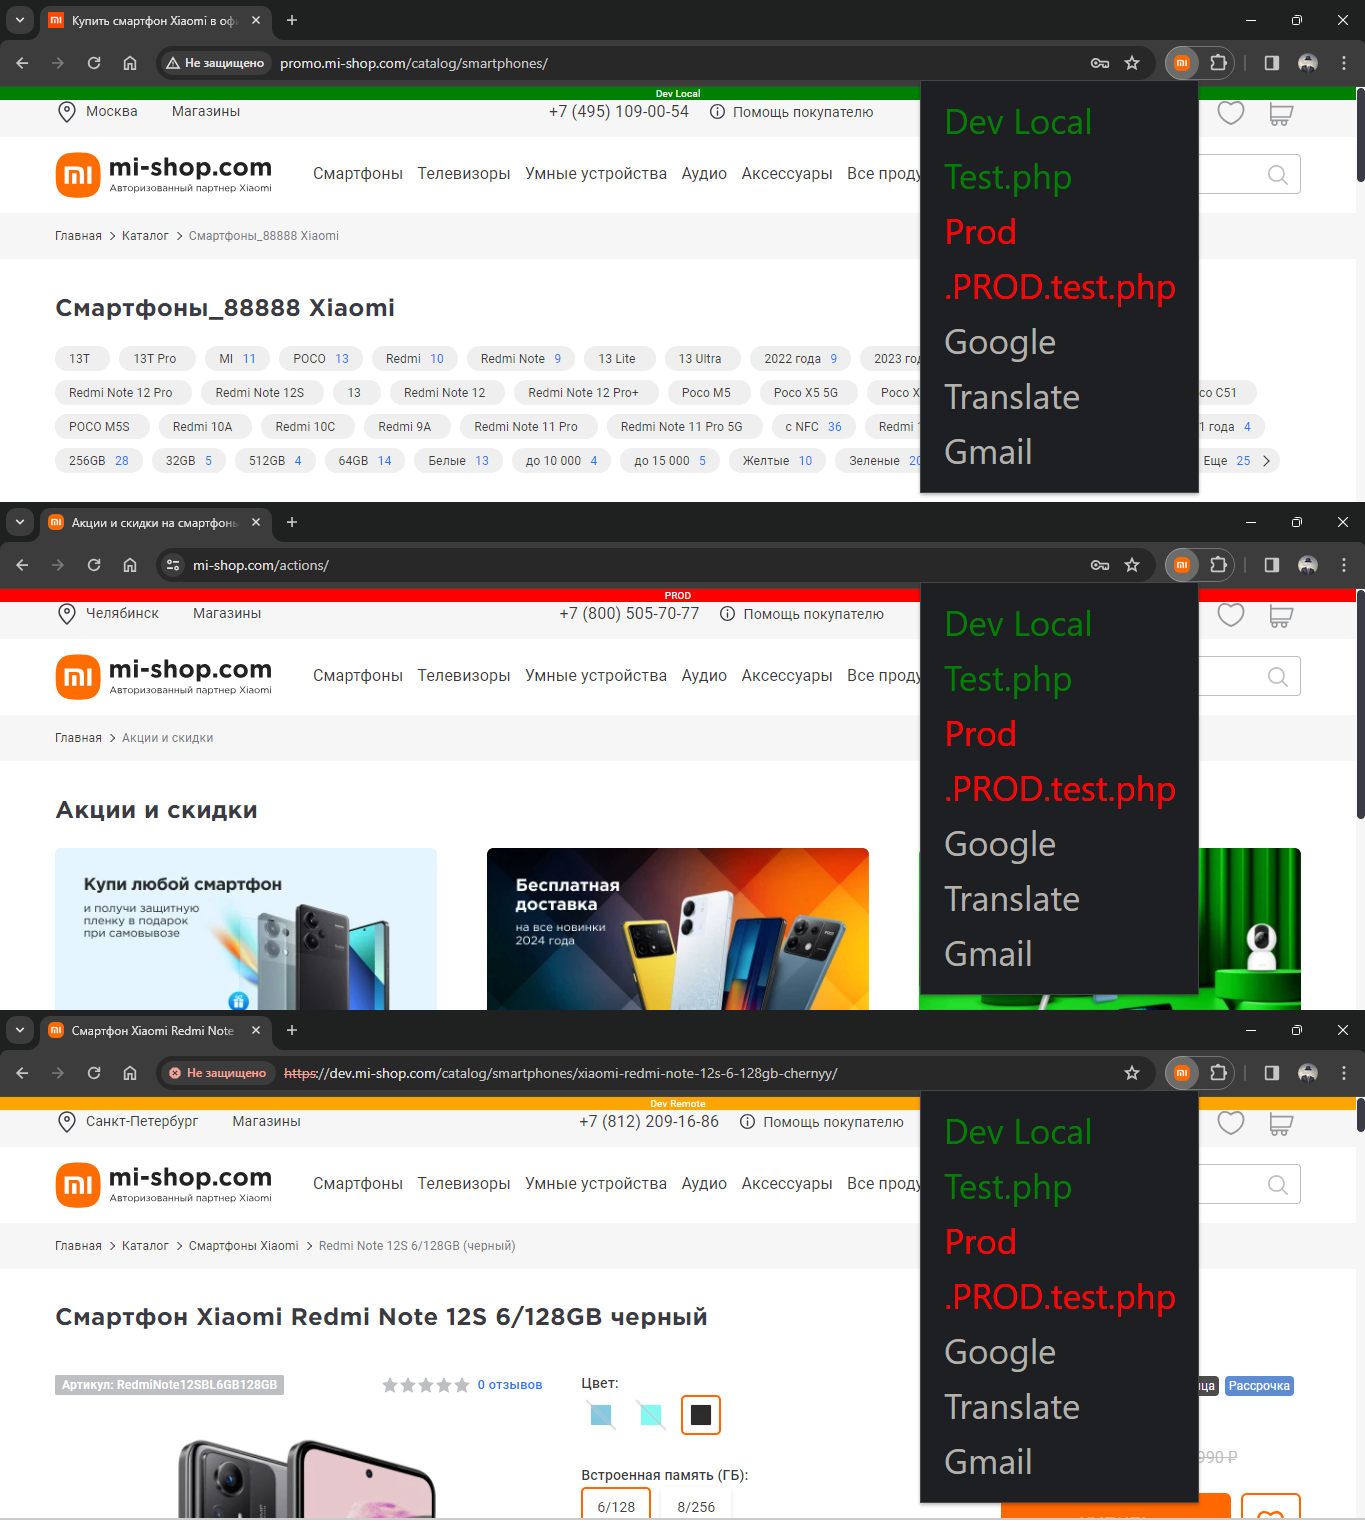 Купить смартфон Xiaomi в оф
Не защищено
promo.mi-shop.com/catalog/smartphones/
Dev Local
Москва Магазины +7 (495) 109-00-54 Помощь покупателю
mi-shop.com
Авторизованный партнер Xiaomi
Смартфоны Телевизоры Умные устройства Аудио Аксессуары Все проду
Главная > Каталог > Смартфоны_88888 Xiaomi
Смартфоны_88888 Xiaomi
13T 13T Pro MI 11 POCO 13 Redmi 10 Redmi Note 9 13 Lite 13 Ultra 2022 года 9 2023 год
Redmi Note 12 Pro Redmi Note 12S 13 Redmi Note 12 Redmi Note 12 Pro+ Poco M5 Poco X5 5G Poco X co C51
POCO M5S Redmi 10A Redmi 10C Redmi 9A Redmi Note 11 Pro Redmi Note 11 Pro 5G с NFC 36 Redmi 1 года 4
256GB 28 32GB 5 512GB 4 64GB 14 Белые 13 до 10 000 4 до 15 000 5 Желтые 10 Зеленые 20 Еще 25
Dev Local
Test.php
Prod
.PROD.test.php
Google
Translate
Gmail
Акции и скидки на смартфоны
mi-shop.com/actions/
PROD
Челябинск Магазины +7 (800) 505-70-77 Помощь покупателю
mi-shop.com
Авторизованный партнер Xiaomi
Смартфоны Телевизоры Умные устройства Аудио Аксессуары Все проду
Главная > Акции и скидки
Акции и скидки
Купи любой смартфон
и получи защитную
пленку в подарок
при самовывозе
Бесплатная
доставка
на все новинки
2024 года
Dev Local
Test.php
Prod
.PROD.test.php
Google
Translate
Gmail
Смартфон Xiaomi Redmi Note
Не защищено
https://dev.mi-shop.com/catalog/smartphones/xiaomi-redmi-note-12s-6-128gb-chernyy/
Dev Remote
Санкт-Петербург Магазины +7 (812) 209-16-86 Помощь покупателю
mi-shop.com
Авторизованный партнер Xiaomi
Смартфоны Телевизоры Умные устройства Аудио Аксессуары Все проду
Главная > Каталог > Смартфоны Xiaomi > Redmi Note 12S 6/128GB (черный)
Смартфон Xiaomi Redmi Note 12S 6/128GB черный
Артикул: RedmiNote12SBL6GB128GB
0 отзывов
Цвет:
Встроенная память (ГБ):
6/128 8/256
Dev Local
Test.php
Prod
.PROD.test.php
Google
Translate
Gmail
ца Рассрочка
990 ₽